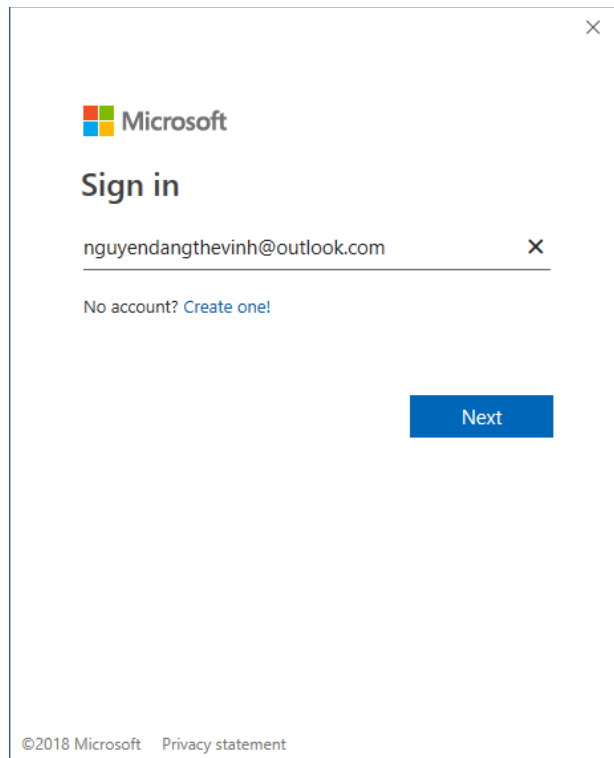 Microsoft
Sign in
nguyendangthevinh@outlook.com
No account? Create one!
Next
©2018 Microsoft Privacy statement